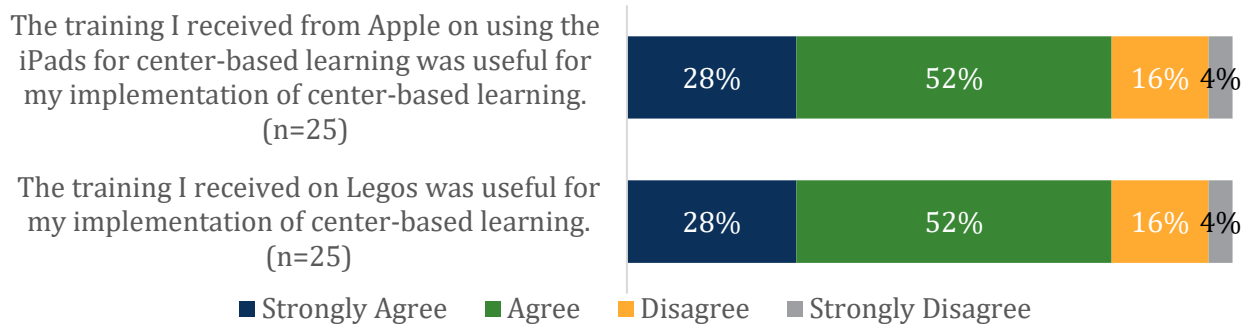 The training I received from Apple on using the
iPads for center-based learning was useful for
my implementation of center-based learning.
(n=25)
28% 52% 16% 4%
The training I received on Legos was useful for
my implementation of center-based learning.
(n=25)
28% 52% 16% 4%
Strongly Agree Agree Disagree Strongly Disagree